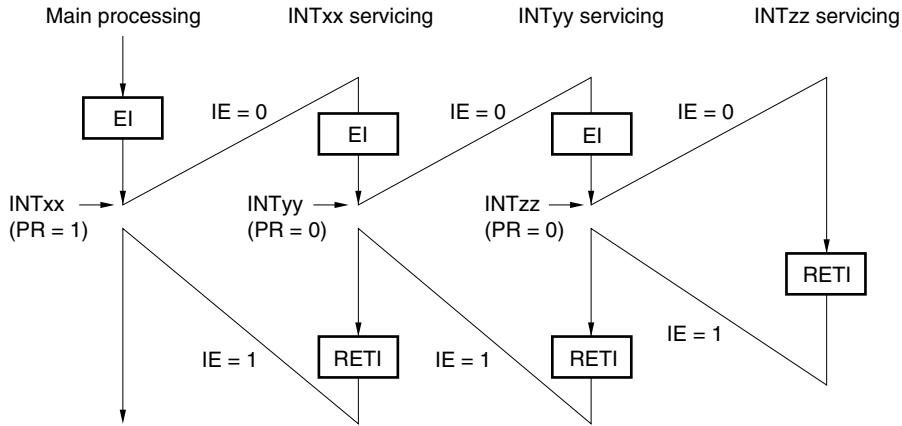 Main processing
INTxx servicing
INTyy servicing
INTzz servicing
EI
IE = 0
EI
IE = 0
EI
IE = 0
INTxx
(PR = 1)
INTyy
(PR = 0)
INTzz
(PR = 0)
RETI
IE = 1
RETI
IE = 1
RETI
IE = 1